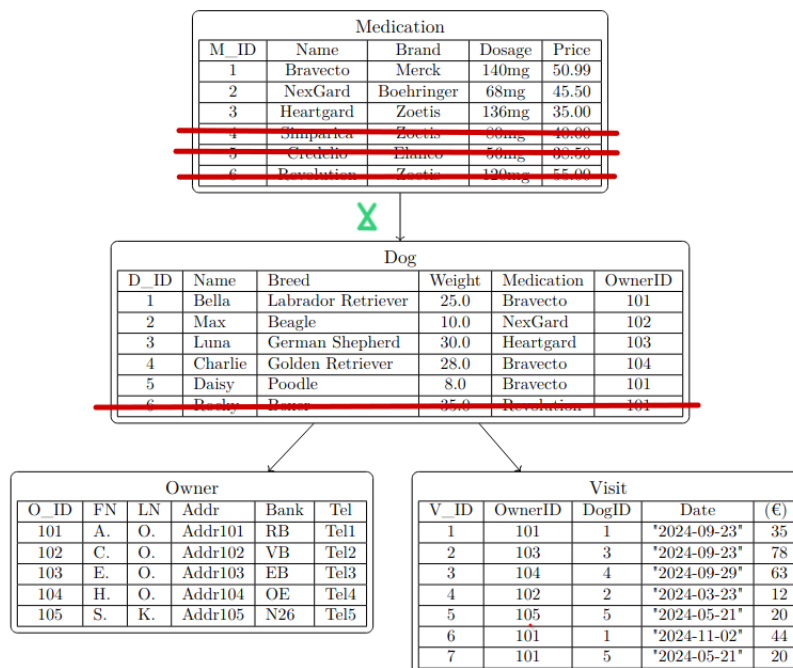 Medication
M_ID Name Brand Dosage Price
1 Bravecto Merck 140mg 50.99
2 NexGard Boehringer 68mg 45.50
3 Heartgard Zoetis 136mg 35.00
4 Simparica Zoetis 80mg 40.00
5 Credelio Elanco 56mg 38.50
6 Revolution Zoetis 120mg 55.00
Dog
D_ID Name Breed Weight Medication OwnerID
1 Bella Labrador Retriever 25.0 Bravecto 101
2 Max Beagle 10.0 NexGard 102
3 Luna German Shepherd 30.0 Heartgard 103
4 Charlie Golden Retriever 28.0 Bravecto 104
5 Daisy Poodle 8.0 Bravecto 101
6 Rocky Boxer 35.0 Revolution 101
Owner
O_ID FN LN Addr Bank Tel
101 A. O. Addr101 RB Tel1
102 C. O. Addr102 VB Tel2
103 E. O. Addr103 EB Tel3
104 H. O. Addr104 OE Tel4
105 S. K. Addr105 N26 Tel5
Visit
V_ID OwnerID DogID Date (€)
1 101 1 "2024-09-23" 35
2 103 3 "2024-09-23" 78
3 104 4 "2024-09-29" 63
4 102 2 "2024-03-23" 12
5 105 5 "2024-05-21" 20
6 101 1 "2024-11-02" 44
7 101 5 "2024-05-21" 20